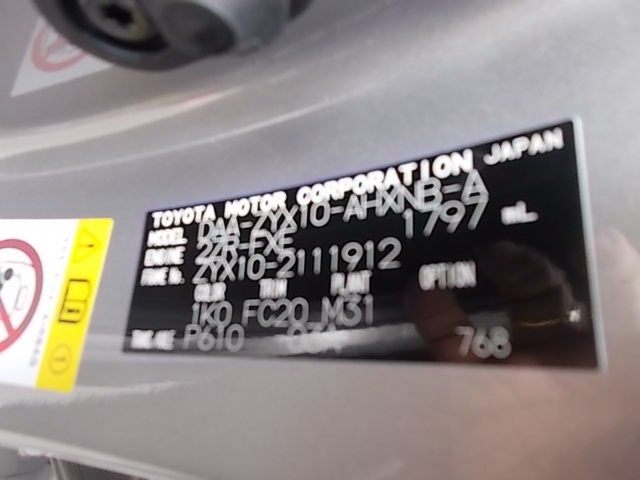 TOYOTA MOTOR CORPORATION JAPAN
MODEL DAA-ZYX10-AHXNB-A
ENGINE 2ZR-FXE 1797 mL
FRAME No. ZYX10-2111912
COLOR TRIM PLANT OPTION
1K0 FC20 M31
TRANS./AXLE P610 03A 768